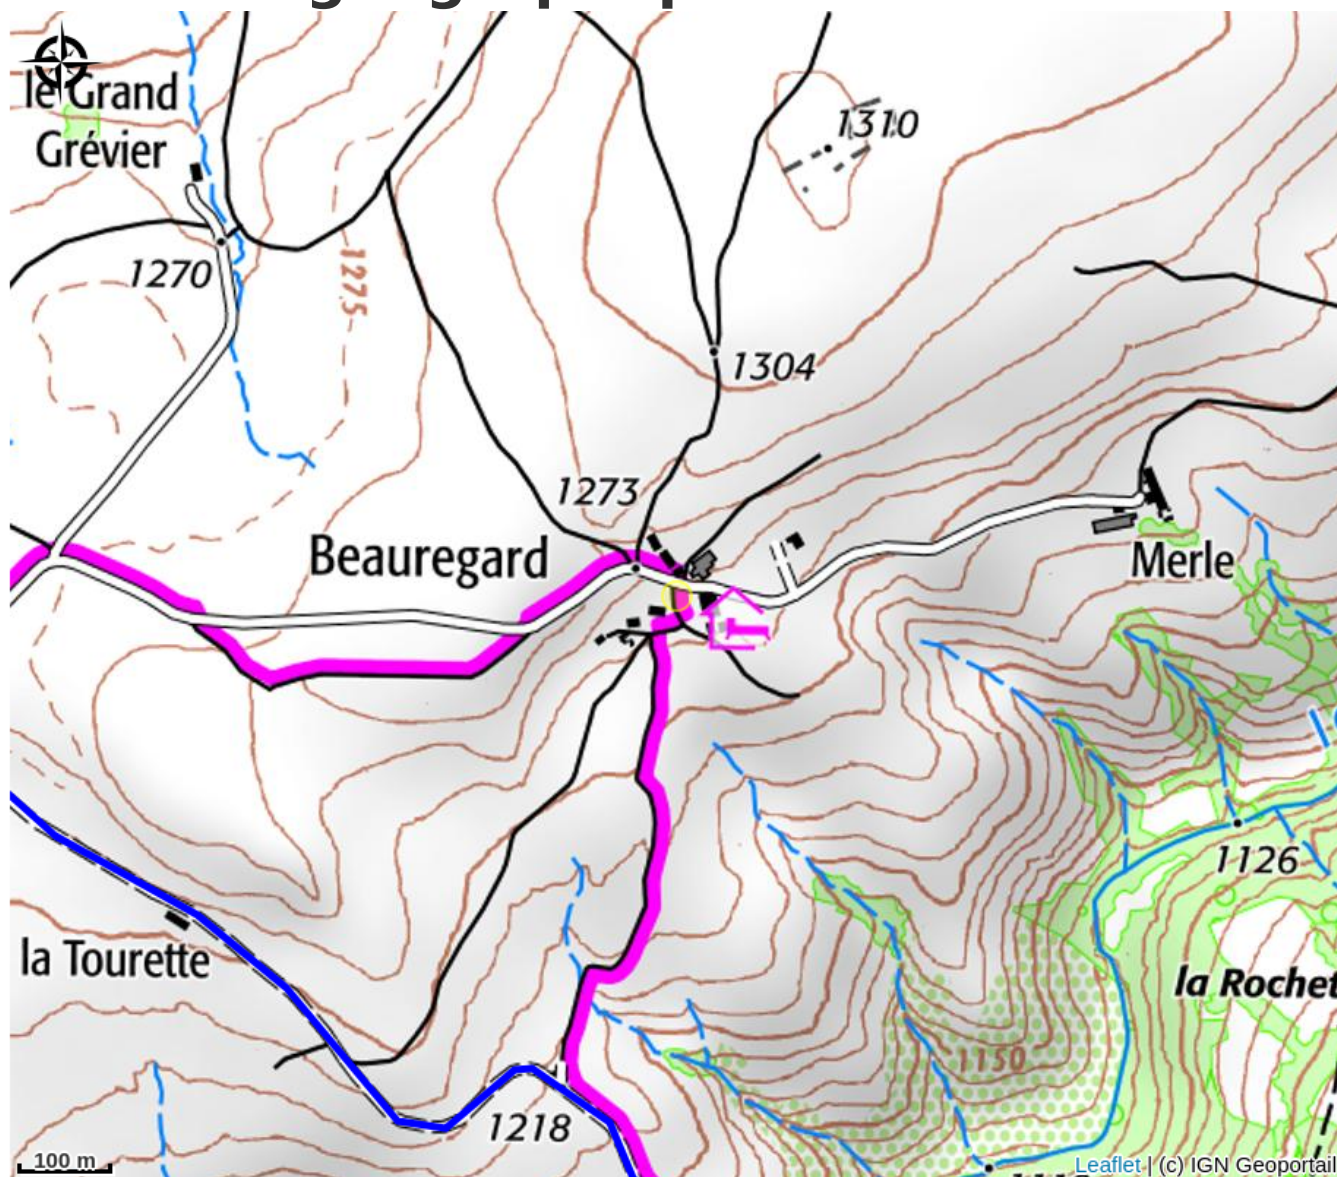 le Grand
Grévier
1310
1270
1275
1304
1273
Beauregard
Merle
1126
la Tourette
la Rochet
1150
1218
100 m
Leaflet | (c) IGN Geoportail